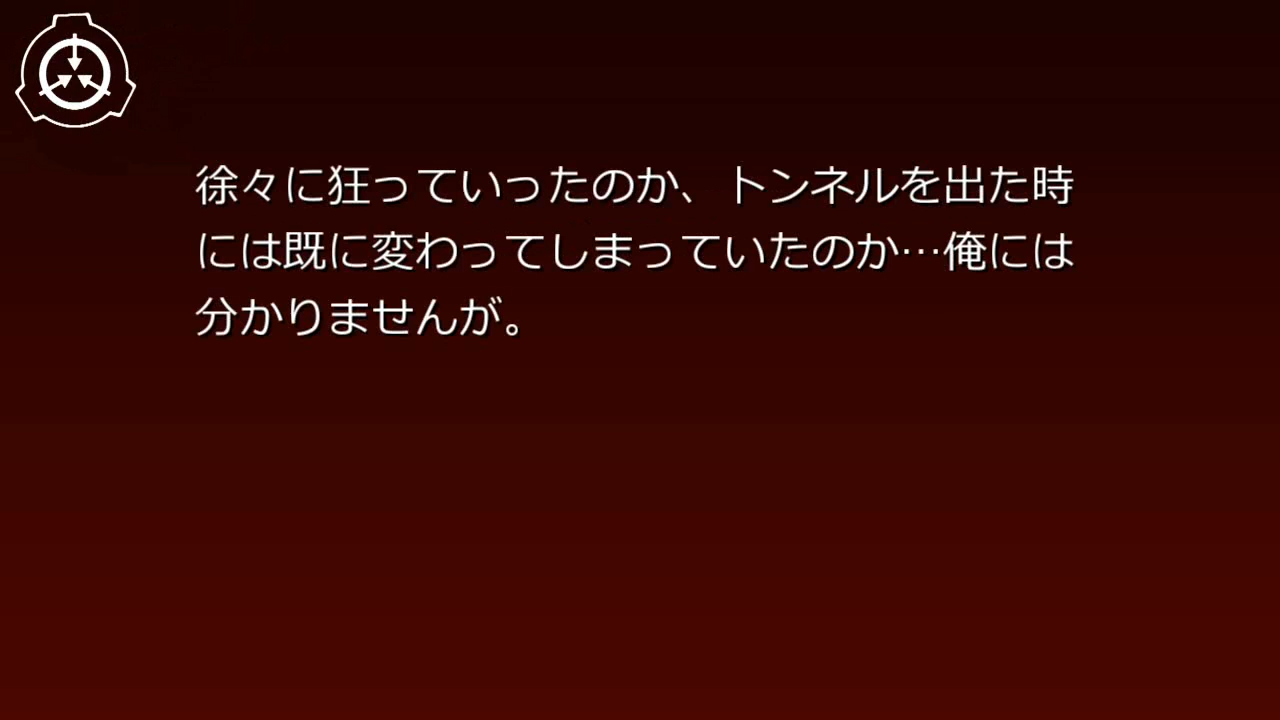 徐々に狂っていったのか、トンネルを出た時
には既に変わってしまっていたのか…俺には
分かりませんが。